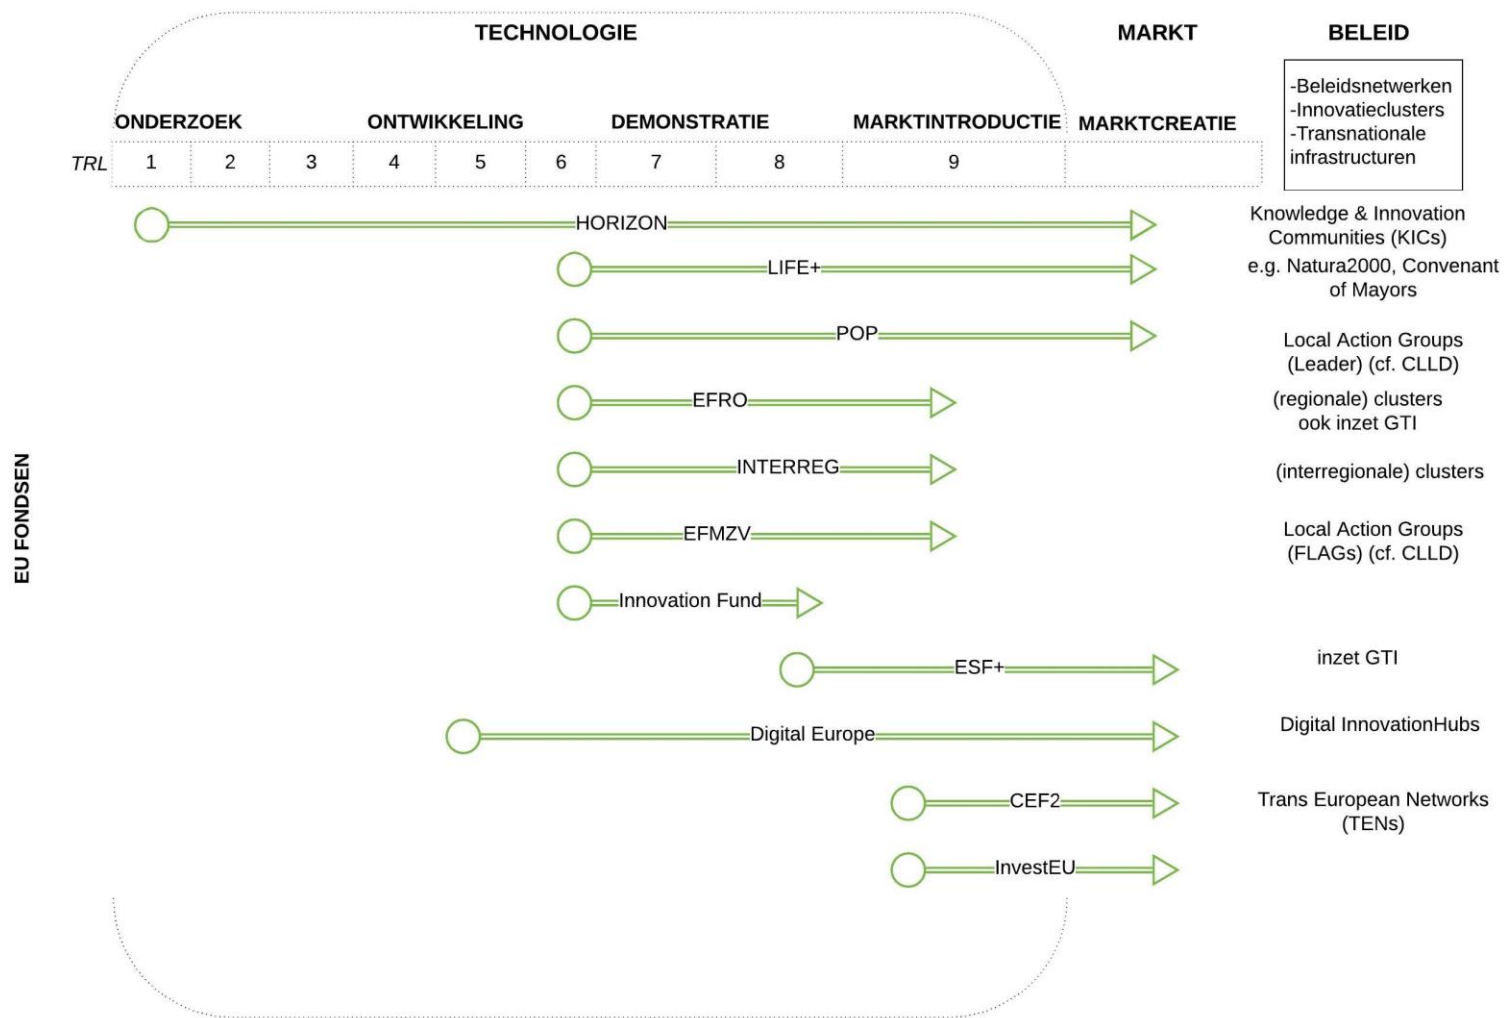 TECHNOLOGIE MARKT BELEID
-Beleidsnetwerken
-Innovatieclusters
-Transnationale
infrastructuren
ONDERZOEK ONTWIKKELING DEMONSTRATIE MARKTINTRODUCTIE MARKTCREATIE
TRL 1 2 3 4 5 6 7 8 9
EU FONDSEN
HORIZON
Knowledge & Innovation
Communities (KICs)
LIFE+
e.g. Natura2000, Convenant
of Mayors
POP
Local Action Groups
(Leader) (cf. CLLD)
EFRO
(regionale) clusters
ook inzet GTI
INTERREG
(interregionale) clusters
EFMZV
Local Action Groups
(FLAGs) (cf. CLLD)
Innovation Fund
ESF+
inzet GTI
Digital Europe
Digital InnovationHubs
CEF2
Trans European Networks
(TENs)
InvestEU